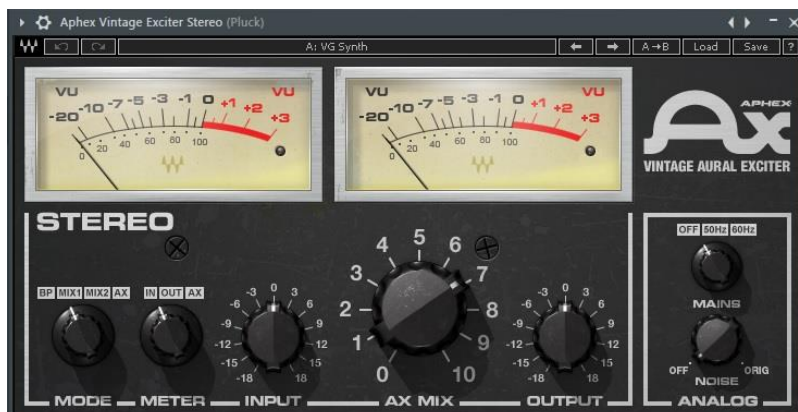 Aphex Vintage Exciter Stereo (Pluck)
A: VG Synth
A→B
Load
Save
?
VU
VU
-20 -10 -7 -5 -3 -1 0 +1 +2 +3
0 20 40 60 80 100
VU
VU
-20 -10 -7 -5 -3 -1 0 +1 +2 +3
0 20 40 60 80 100
APHEX
Ax
VINTAGE AURAL EXCITER
STEREO
BP MIX1 MIX2 AX
MODE
IN OUT AX
METER
-18 -15 -12 -9 -6 -3 0 3 6 9 12 15 18
INPUT
0 1 2 3 4 5 6 7 8 9 10
AX MIX
-18 -15 -12 -9 -6 -3 0 3 6 9 12 15 18
OUTPUT
OFF 50Hz 60Hz
MAINS
OFF ORIG
NOISE
ANALOG